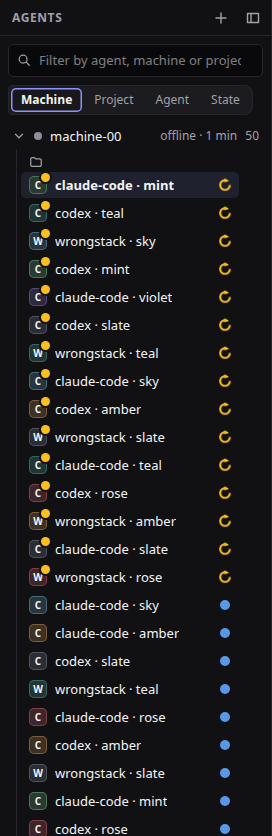 AGENTS
Filter by agent, machine or projec
Machine Project Agent State
machine-00 offline · 1 min 50
C claude-code · mint
C codex · teal
W wrongstack · sky
C codex · mint
C claude-code · violet
C codex · slate
W wrongstack · teal
C claude-code · sky
C codex · amber
W wrongstack · slate
C claude-code · teal
C codex · rose
W wrongstack · amber
C claude-code · slate
W wrongstack · rose
C claude-code · sky
C claude-code · amber
C codex · slate
W wrongstack · teal
C claude-code · rose
C codex · amber
W wrongstack · slate
C claude-code · mint
C codex · rose